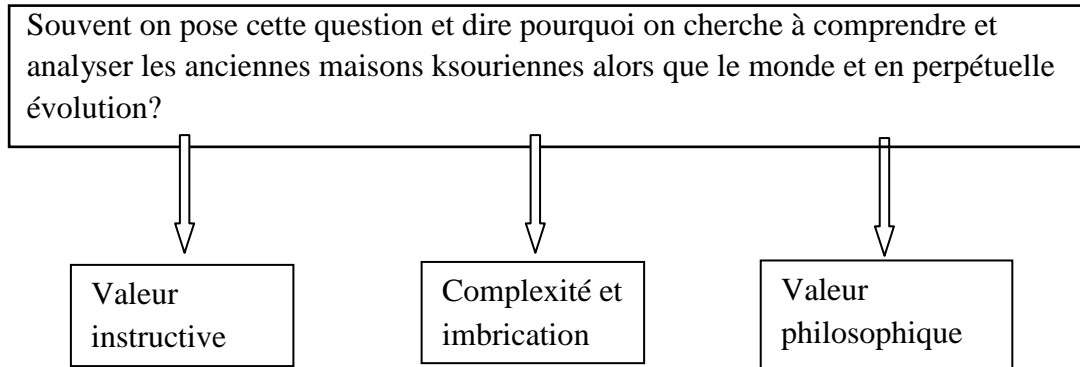 Souvent on pose cette question et dire pourquoi on cherche à comprendre et
analyser les anciennes maisons ksouriennes alors que le monde et en perpétuelle
évolution?
Valeur
instructive
Complexité et
imbrication
Valeur
philosophique